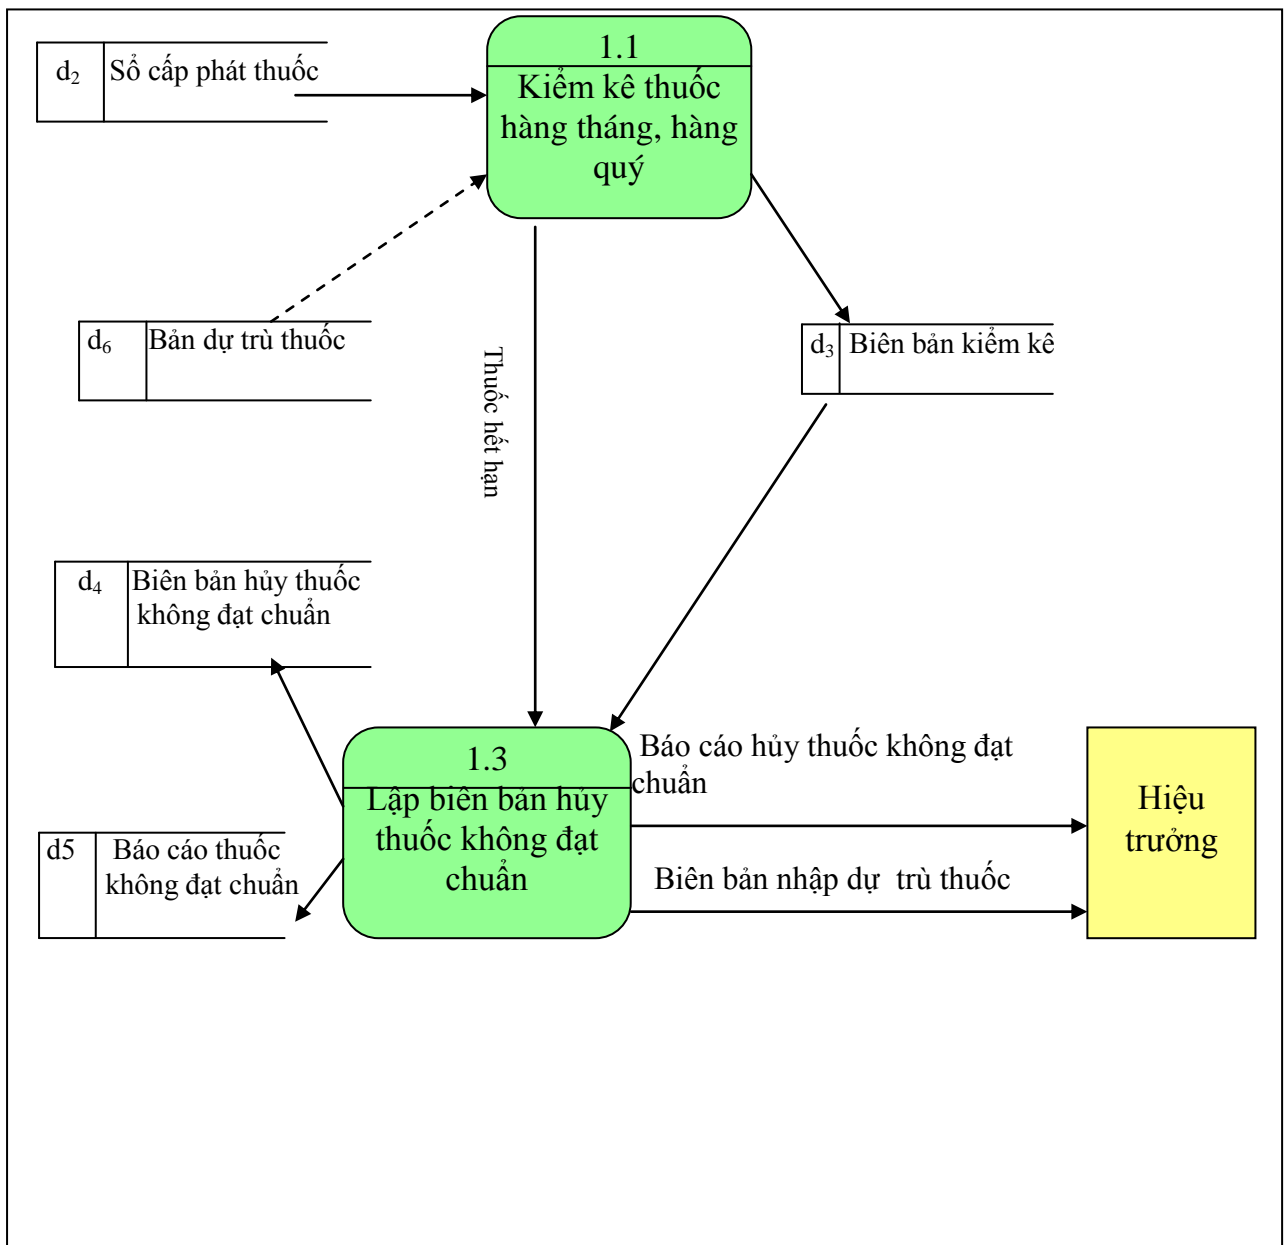 1.1
d₂ Sổ cấp phát thuốc
Kiểm kê thuốc
hàng tháng, hàng
quý
d₆ Bản dự trù thuốc
d₃ Biên bản kiểm kê
Thuốc hết hạn
d₄ Biên bản hủy thuốc
không đạt chuẩn
1.3
Lập biên bản hủy
thuốc không đạt
chuẩn
Báo cáo hủy thuốc không đạt
chuẩn
Hiệu
trưởng
d5 Báo cáo thuốc
không đạt chuẩn
Biên bản nhập dự trù thuốc